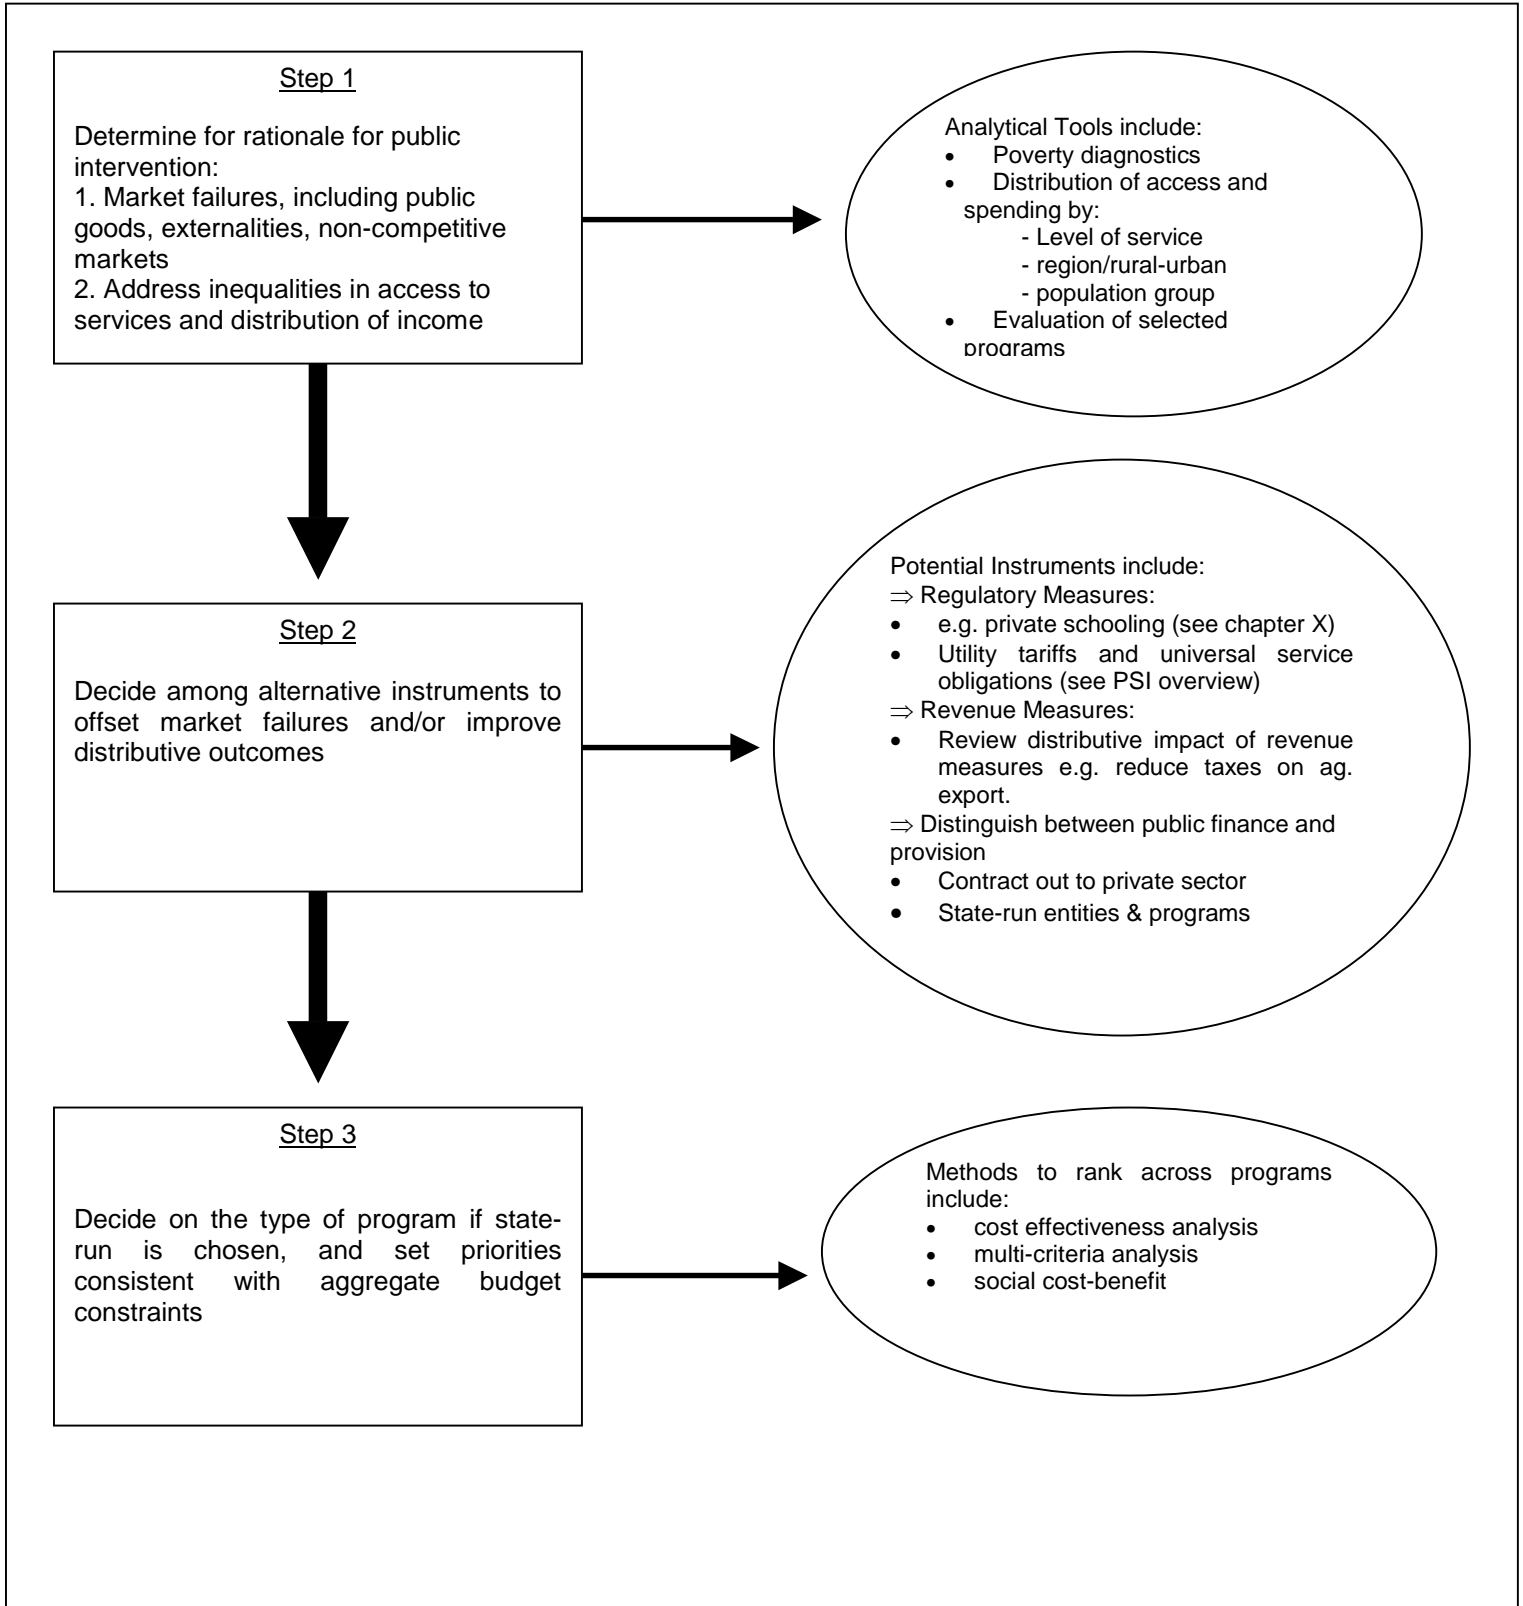 Step 1
Determine for rationale for public
intervention:
1. Market failures, including public
goods, externalities, non-competitive
markets
2. Address inequalities in access to
services and distribution of income
Analytical Tools include:
• Poverty diagnostics
• Distribution of access and
spending by:
- Level of service
- region/rural-urban
- population group
• Evaluation of selected
programs
Step 2
Decide among alternative instruments to
offset market failures and/or improve
distributive outcomes
Potential Instruments include:
⇒ Regulatory Measures:
• e.g. private schooling (see chapter X)
• Utility tariffs and universal service
obligations (see PSI overview)
⇒ Revenue Measures:
• Review distributive impact of revenue
measures e.g. reduce taxes on ag.
export.
⇒ Distinguish between public finance and
provision
• Contract out to private sector
• State-run entities & programs
Step 3
Decide on the type of program if state-
run is chosen, and set priorities
consistent with aggregate budget
constraints
Methods to rank across programs
include:
• cost effectiveness analysis
• multi-criteria analysis
• social cost-benefit